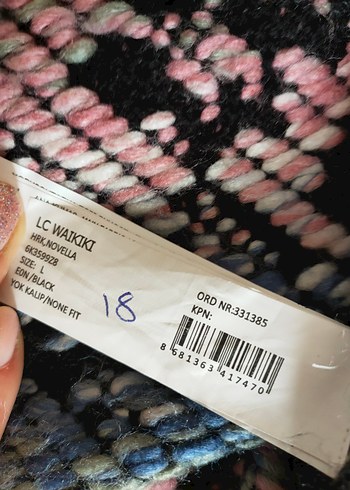 LC WAIKIKI
HRK,NOVELLA
6K3599Z8
SIZE: L
EDN/BLACK
YOK KALIP/NONE FIT
18
ORD NR:331385
KPN:
8 681363 417470